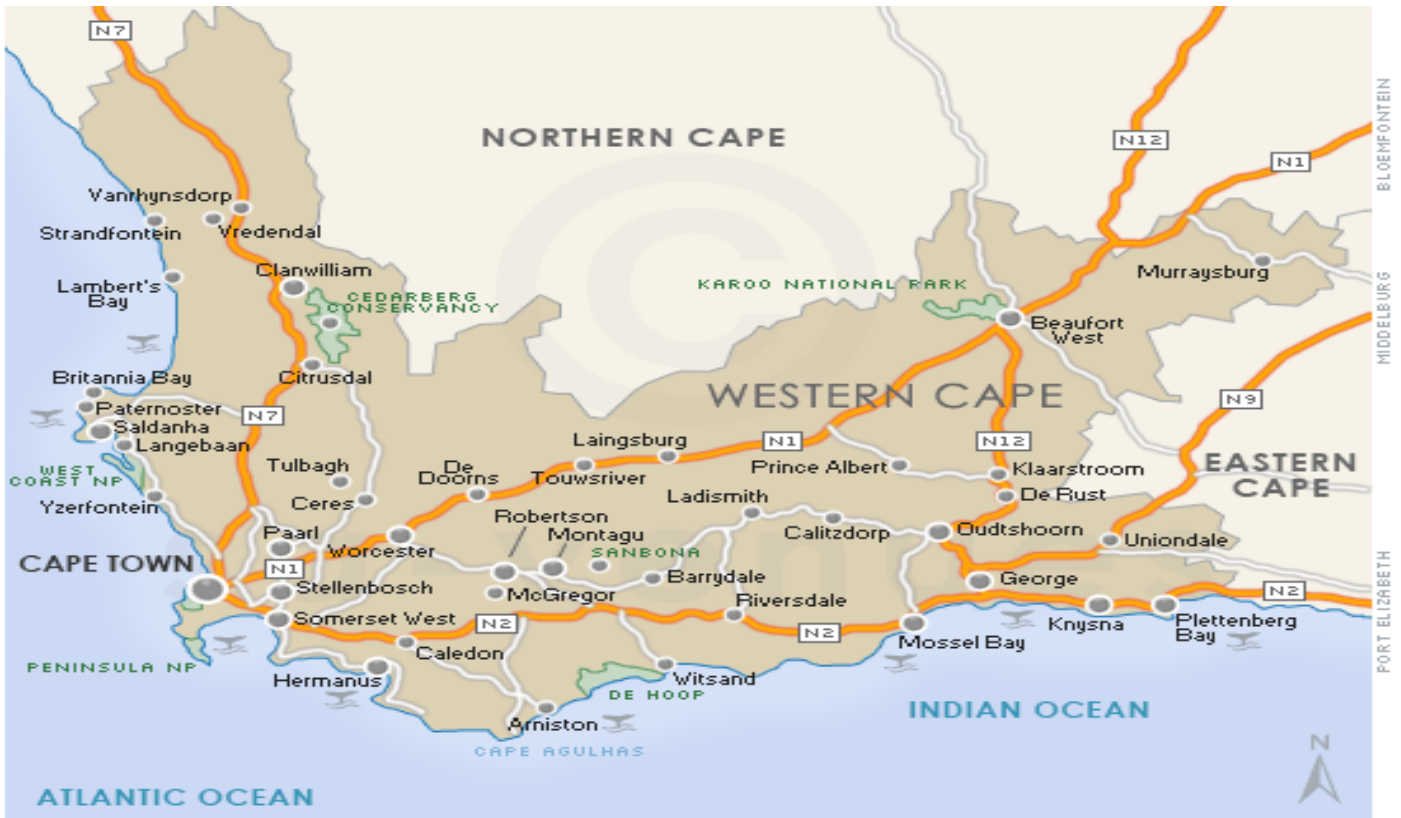 N7
NORTHERN CAPE
N12
N1
BLOEMFONTEIN
Vanrhynsdorp
Strandfontein
Vredendal
Clanwilliam
Lambert's
Bay
CEDARBERG
CONSERVANCY
KAROO NATIONAL PARK
Murraysburg
MIDDELBURG
Beaufort
West
Britannia Bay
Citrusdal
Paternoster
N7
WESTERN CAPE
N9
Saldanha
Langebaan
Laingsburg
N1
N12
WEST
COAST NP
Tulbagh
De
Doorns
Touwsriver
Prince Albert
Klaarstroom
EASTERN
CAPE
Yzerfontein
Ceres
Ladismith
De Rust
Robertson
Montagu
Calitzdorp
Oudtshoorn
Uniondale
Paarl
Worcester
SANBONA
CAPE TOWN
N1
Stellenbosch
McGregor
Barrydale
George
N2
PORT ELIZABETH
Somerset West
N2
Riversdale
N2
Mossel Bay
Knysna
Plettenberg
Bay
Caledon
PENINSULA NP
Hermanus
Witsand
DE HOOP
Arniston
INDIAN OCEAN
CAPE AGULHAS
N
ATLANTIC OCEAN